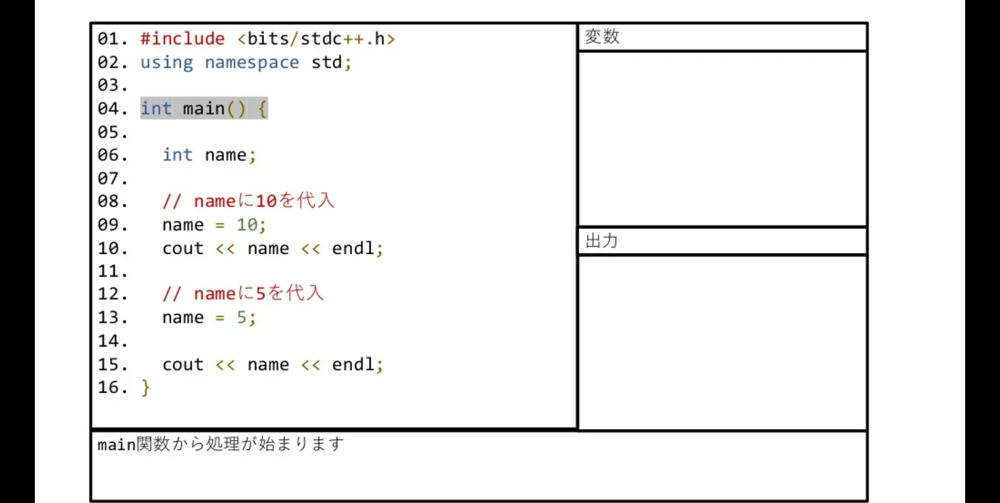 01. #include <bits/stdc++.h>
02. using namespace std;
03.
04. int main() {
05.
06.   int name;
07.
08.   // nameに10を代入
09.   name = 10;
10.   cout << name << endl;
11.
12.   // nameに5を代入
13.   name = 5;
14.
15.   cout << name << endl;
16. }
変数
出力
main関数から処理が始まります